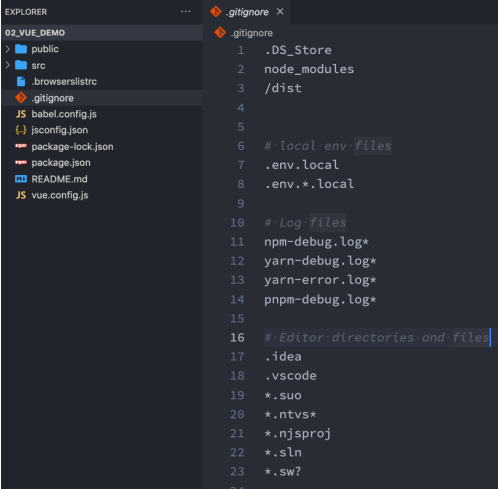 EXPLORER
02_VUE_DEMO
public
src
.browserslistrc
.gitignore
babel.config.js
jsconfig.json
package-lock.json
package.json
README.md
vue.config.js
.gitignore
.gitignore
1 .DS_Store
2 node_modules
3 /dist
4
5
6 # local env files
7 .env.local
8 .env.*.local
9
10 # Log files
11 npm-debug.log*
12 yarn-debug.log*
13 yarn-error.log*
14 pnpm-debug.log*
15
16 # Editor directories and files
17 .idea
18 .vscode
19 *.suo
20 *.ntvs*
21 *.njsproj
22 *.sln
23 *.sw?